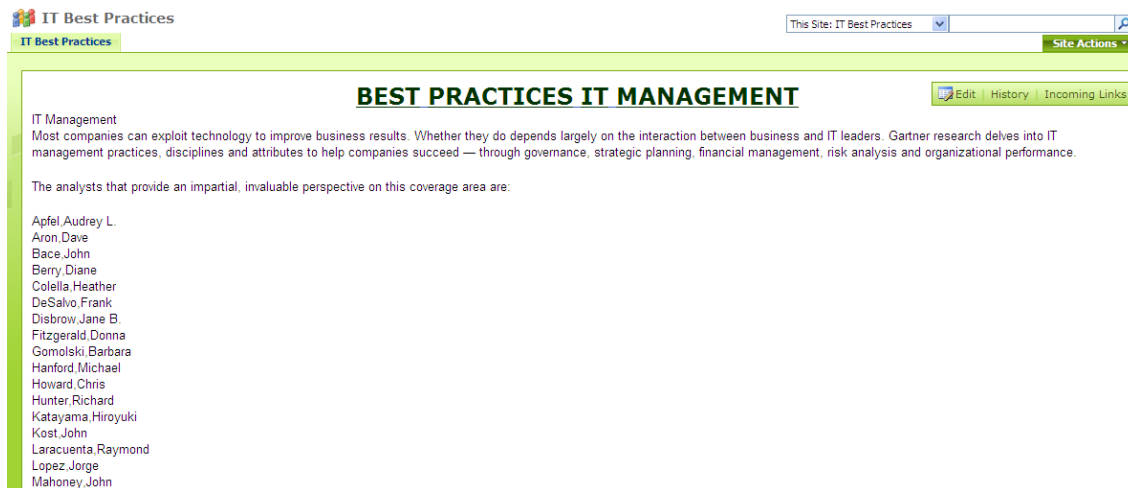 IT Best Practices
This Site: IT Best Practices
IT Best Practices
Site Actions
BEST PRACTICES IT MANAGEMENT
Edit | History | Incoming Links
IT Management
Most companies can exploit technology to improve business results. Whether they do depends largely on the interaction between business and IT leaders. Gartner research delves into IT
management practices, disciplines and attributes to help companies succeed — through governance, strategic planning, financial management, risk analysis and organizational performance.
The analysts that provide an impartial, invaluable perspective on this coverage area are:
Apfel,Audrey L.
Aron,Dave
Bace,John
Berry,Diane
Colella,Heather
DeSalvo,Frank
Disbrow,Jane B.
Fitzgerald,Donna
Gomolski,Barbara
Hanford,Michael
Howard,Chris
Hunter,Richard
Katayama,Hiroyuki
Kost,John
Laracuenta,Raymond
Lopez,Jorge
Mahoney,John